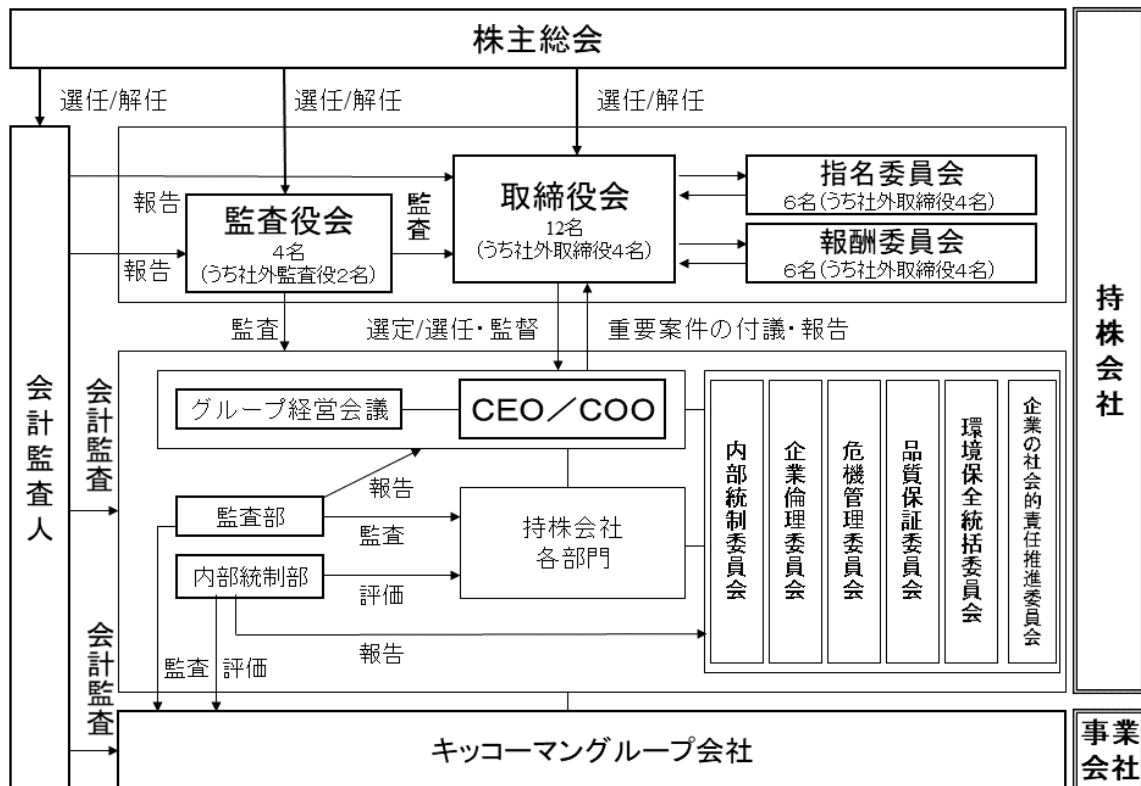 株主総会
選任/解任
選任/解任
選任/解任
持株会社
会計監査人
報告
報告
監査役会
4名
(うち社外監査役2名)
監査
取締役会
12名
(うち社外取締役4名)
指名委員会
6名(うち社外取締役4名)
報酬委員会
6名(うち社外取締役4名)
監査
選定/選任・監督
重要案件の付議・報告
会計監査
グループ経営会議
CEO/COO
報告
監査部
監査
内部統制部
評価
持株会社
各部門
報告
内部統制委員会
企業倫理委員会
危機管理委員会
品質保証委員会
環境保全統括委員会
企業の社会的責任推進委員会
会計監査
監査
評価
キッコーマングループ会社
事業
会社